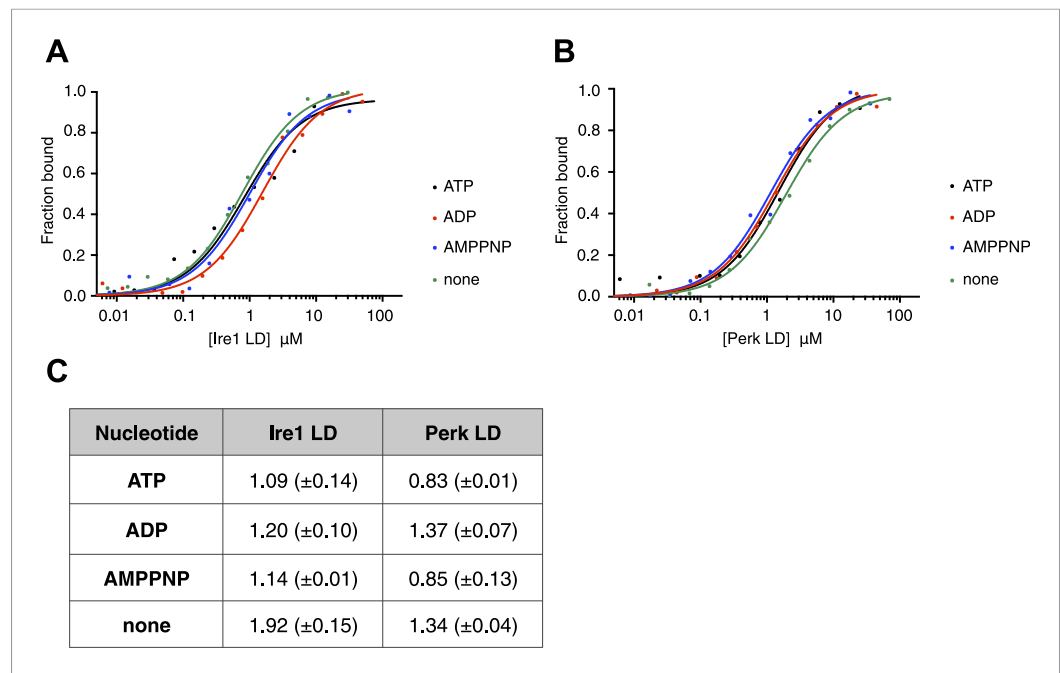 A
Fraction bound
1.0
0.8
0.6
0.4
0.2
0.0
0.01 0.1 1 10 100
[Ire1 LD] μM
ATP
ADP
AMPPNP
none
B
Fraction bound
1.0
0.8
0.6
0.4
0.2
0.0
0.01 0.1 1 10 100
[Perk LD] μM
ATP
ADP
AMPPNP
none
C
Nucleotide Ire1 LD Perk LD
ATP 1.09 (±0.14) 0.83 (±0.01)
ADP 1.20 (±0.10) 1.37 (±0.07)
AMPPNP 1.14 (±0.01) 0.85 (±0.13)
none 1.92 (±0.15) 1.34 (±0.04)